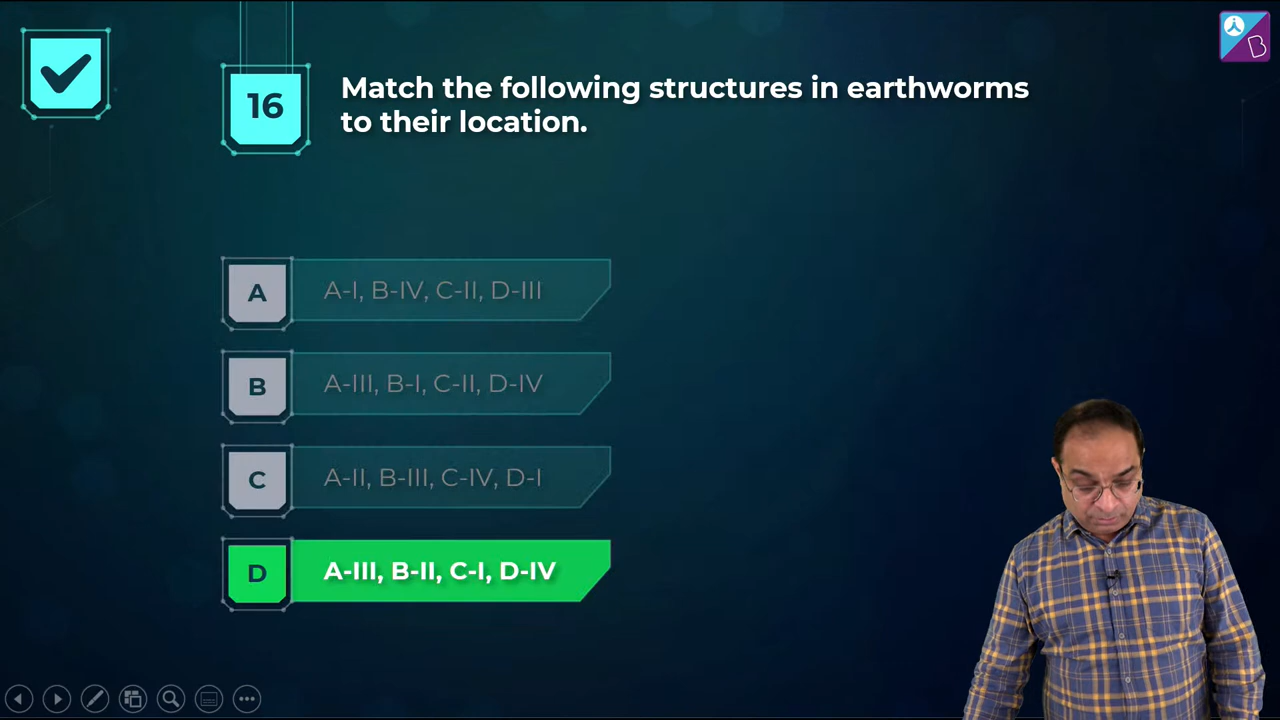 16
Match the following structures in earthworms
to their location.
A
A-I, B-IV, C-II, D-III
B
A-III, B-I, C-II, D-IV
C
A-II, B-III, C-IV, D-I
D
A-III, B-II, C-I, D-IV
B